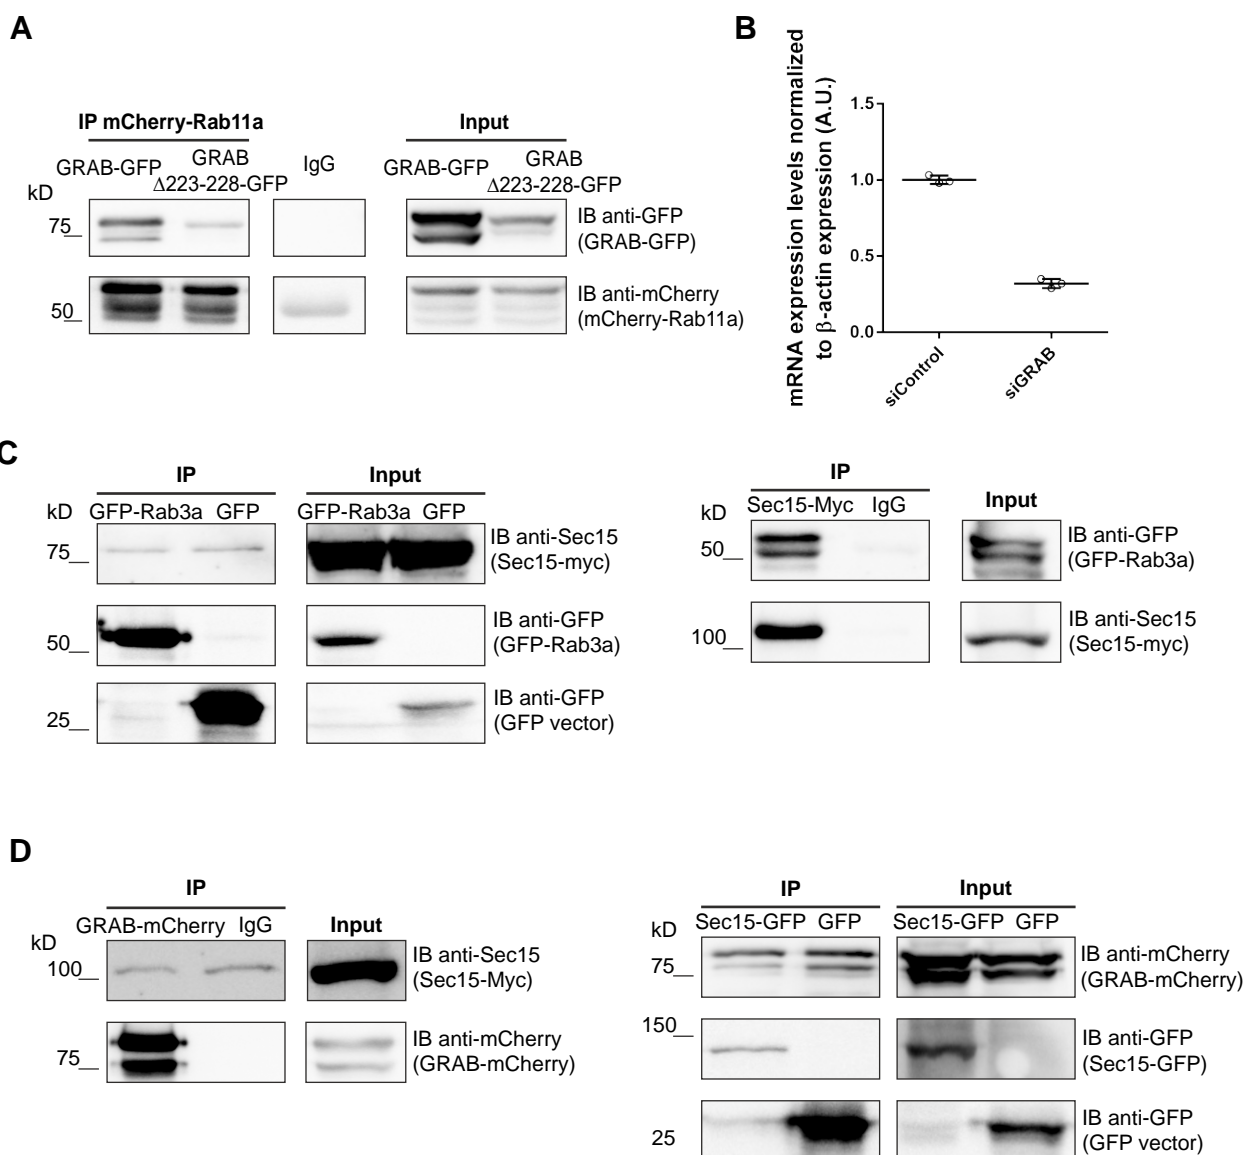 A
IP mCherry-Rab11a
Input
GRAB-GFP
GRAB
Δ223-228-GFP
IgG
GRAB-GFP
GRAB
Δ223-228-GFP
kD
75
IB anti-GFP
(GRAB-GFP)
50
IB anti-mCherry
(mCherry-Rab11a)
B
mRNA expression levels normalized
to β-actin expression (A.U.)
1.5
1.0
0.5
0.0
siControl
siGRAB
C
IP
Input
kD
GFP-Rab3a
GFP
GFP-Rab3a
GFP
75
IB anti-Sec15
(Sec15-myc)
50
IB anti-GFP
(GFP-Rab3a)
25
IB anti-GFP
(GFP vector)
IP
Input
kD
Sec15-Myc
IgG
50
IB anti-GFP
(GFP-Rab3a)
100
IB anti-Sec15
(Sec15-myc)
D
IP
Input
GRAB-mCherry
IgG
kD
100
IB anti-Sec15
(Sec15-Myc)
75
IB anti-mCherry
(GRAB-mCherry)
IP
Input
kD
Sec15-GFP
GFP
Sec15-GFP
GFP
75
IB anti-mCherry
(GRAB-mCherry)
150
IB anti-GFP
(Sec15-GFP)
25
IB anti-GFP
(GFP vector)